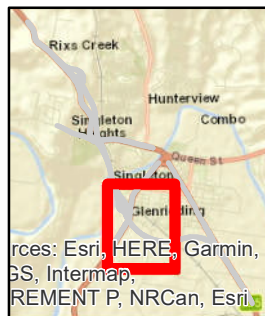 Rixs Creek
Hunterview
Singleton
Heights
Combo
Queen St
Singleton
Glenridding
rces: Esri, HERE, Garmin,
GS, Intermap,
REMENT P, NRCan, Esri